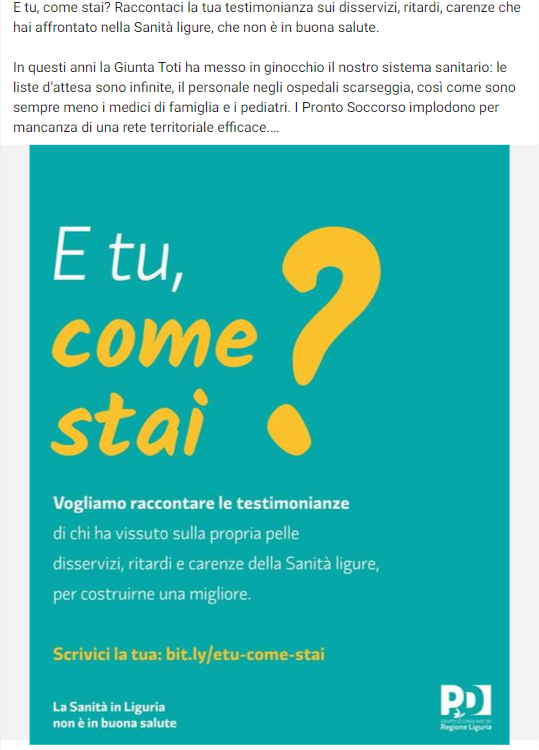 E tu, come stai? Raccontaci la tua testimonianza sui disservizi, ritardi, carenze che
hai affrontato nella Sanità ligure, che non è in buona salute.
In questi anni la Giunta Toti ha messo in ginocchio il nostro sistema sanitario: le
liste d'attesa sono infinite, il personale negli ospedali scarseggia, così come sono
sempre meno i medici di famiglia e i pediatri. I Pronto Soccorso implodono per
mancanza di una rete territoriale efficace....
E tu,
come
stai ?
Vogliamo raccontare le testimonianze
di chi ha vissuto sulla propria pelle
disservizi, ritardi e carenze della Sanità ligure,
per costruirne una migliore.
Scrivici la tua: bit.ly/etu-come-stai
La Sanità in Liguria
non è in buona salute
PD
Regione Liguria